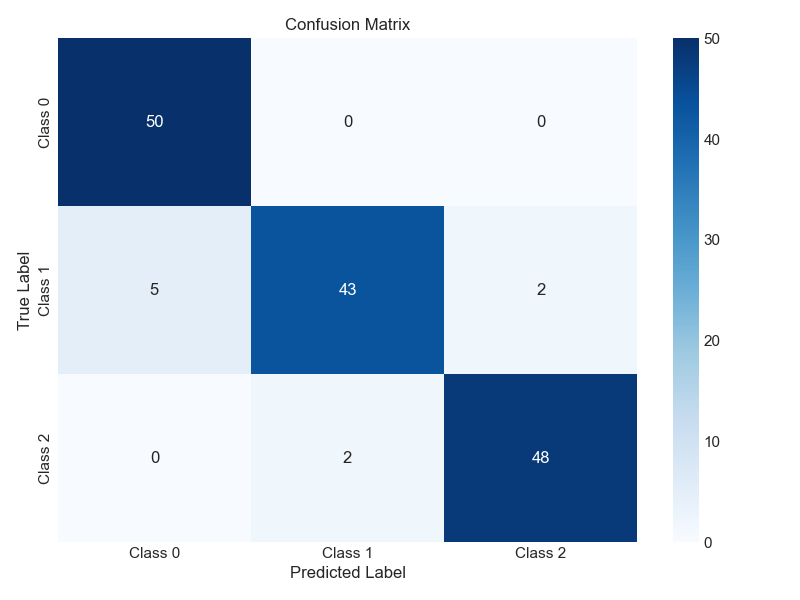 Confusion Matrix
Class 0
50 0 0
Class 1
5 43 2
Class 2
0 2 48
True Label
Class 0 Class 1 Class 2
Predicted Label
50
40
30
20
10
0